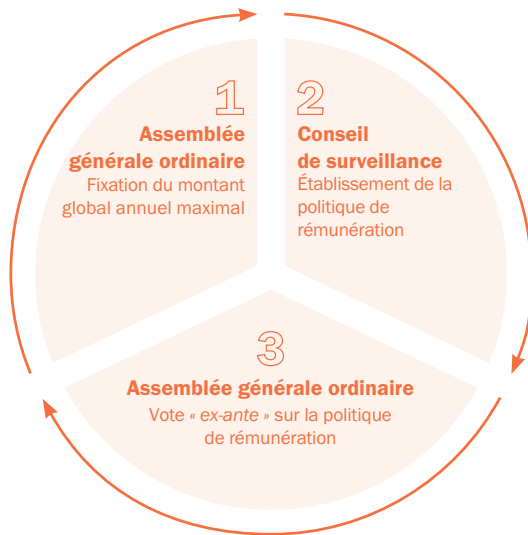 1
Assemblée
générale ordinaire
Fixation du montant
global annuel maximal
2
Conseil
de surveillance
Établissement de la
politique de
rémunération
3
Assemblée générale ordinaire
Vote « ex-ante » sur la politique
de rémunération